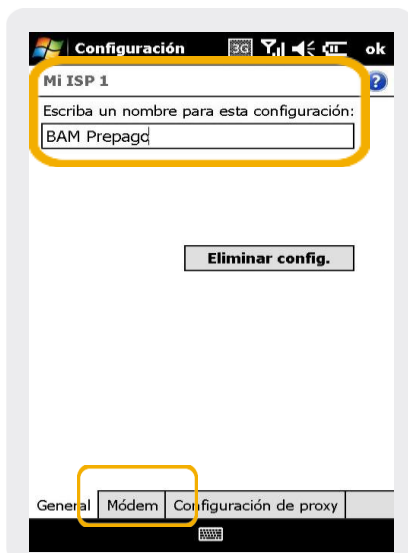 Configuración 3G ok
Mi ISP 1 ?
Escriba un nombre para esta configuración:
BAM Prepago
Eliminar config.
General Módem Configuración de proxy